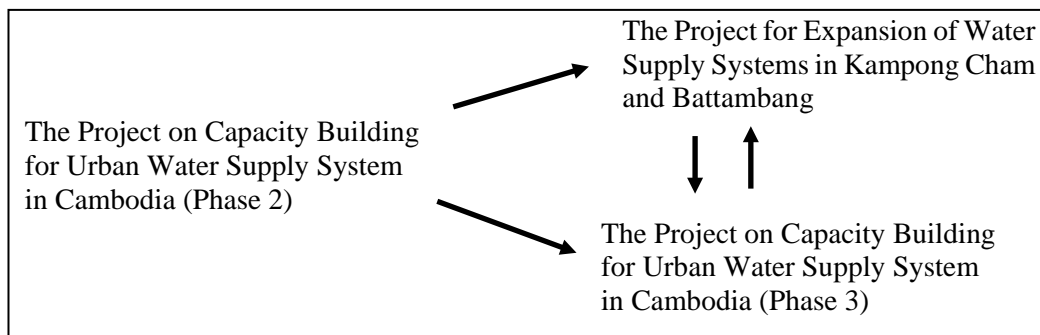 The Project for Expansion of Water
Supply Systems in Kampong Cham
and Battambang
The Project on Capacity Building
for Urban Water Supply System
in Cambodia (Phase 2)
The Project on Capacity Building
for Urban Water Supply System
in Cambodia (Phase 3)